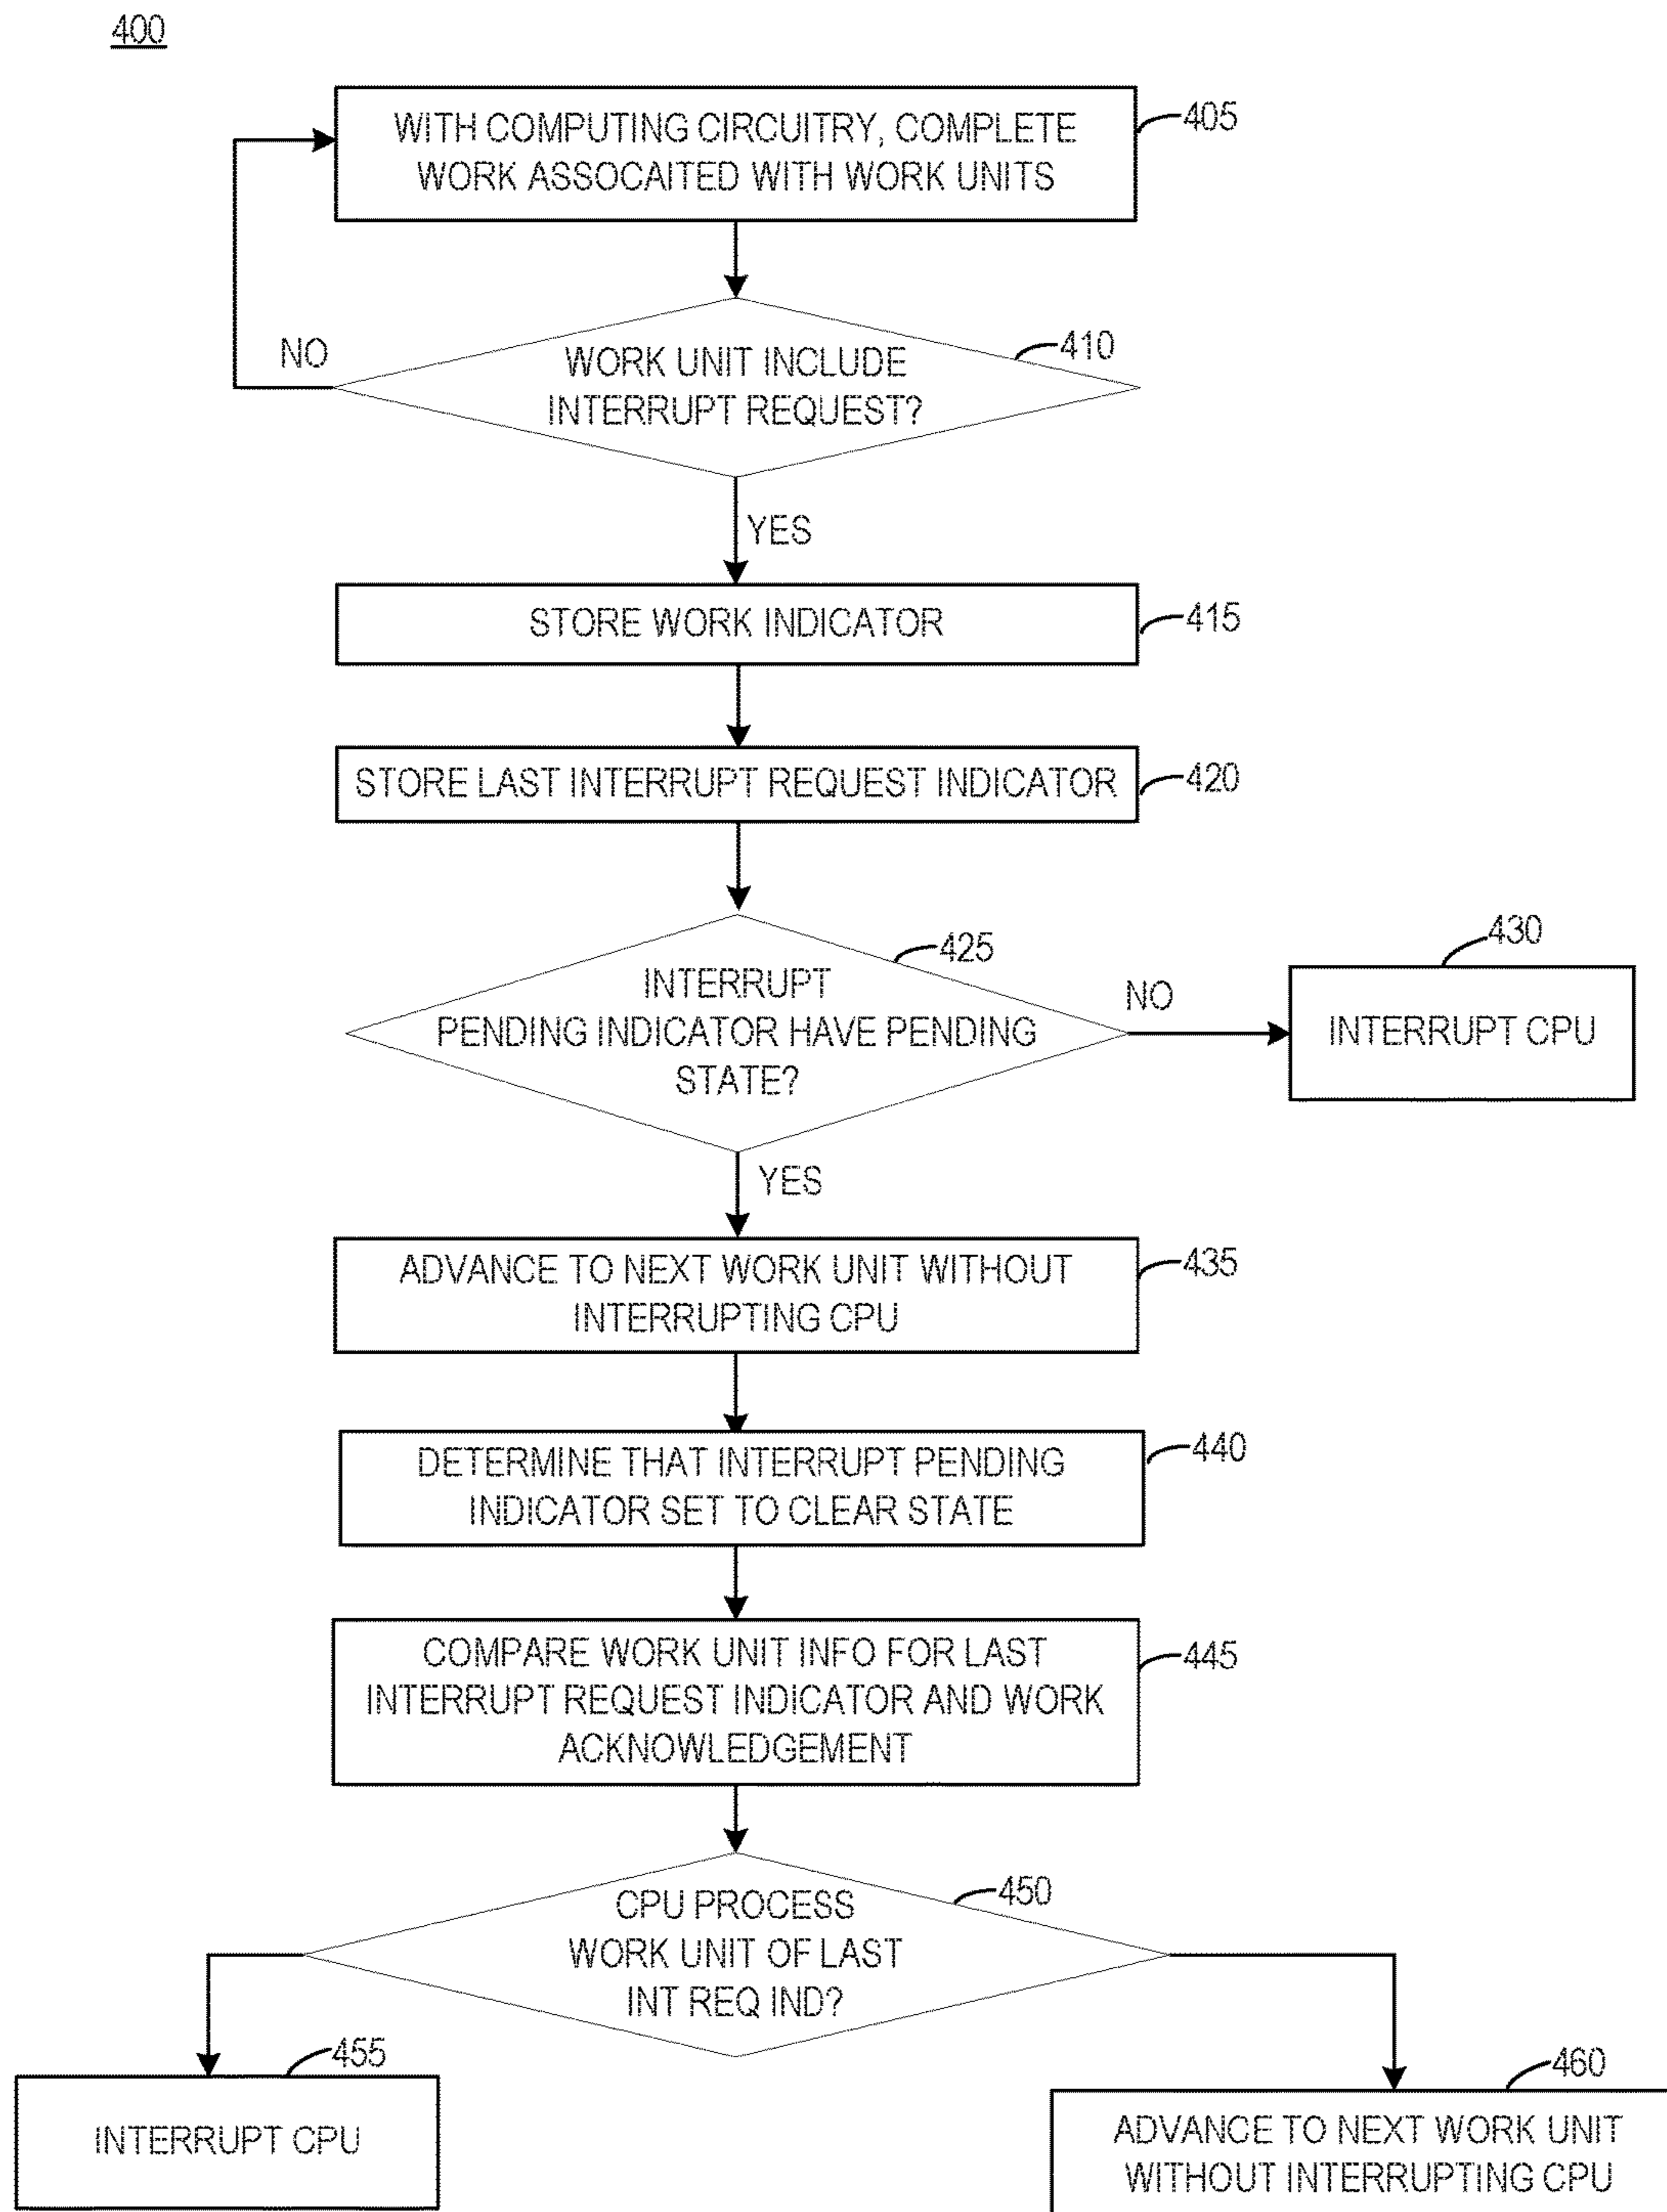 400
WITH COMPUTING CIRCUITRY, COMPLETE
WORK ASSOCAITED WITH WORK UNITS
405
WORK UNIT INCLUDE
INTERRUPT REQUEST?
410
NO
YES
STORE WORK INDICATOR
415
STORE LAST INTERRUPT REQUEST INDICATOR
420
INTERRUPT
PENDING INDICATOR HAVE PENDING
STATE?
425
NO
430
INTERRUPT CPU
YES
ADVANCE TO NEXT WORK UNIT WITHOUT
INTERRUPTING CPU
435
DETERMINE THAT INTERRUPT PENDING
INDICATOR SET TO CLEAR STATE
440
COMPARE WORK UNIT INFO FOR LAST
INTERRUPT REQUEST INDICATOR AND WORK
ACKNOWLEDGEMENT
445
CPU PROCESS
WORK UNIT OF LAST
INT REQ IND?
450
455
INTERRUPT CPU
460
ADVANCE TO NEXT WORK UNIT
WITHOUT INTERRUPTING CPU